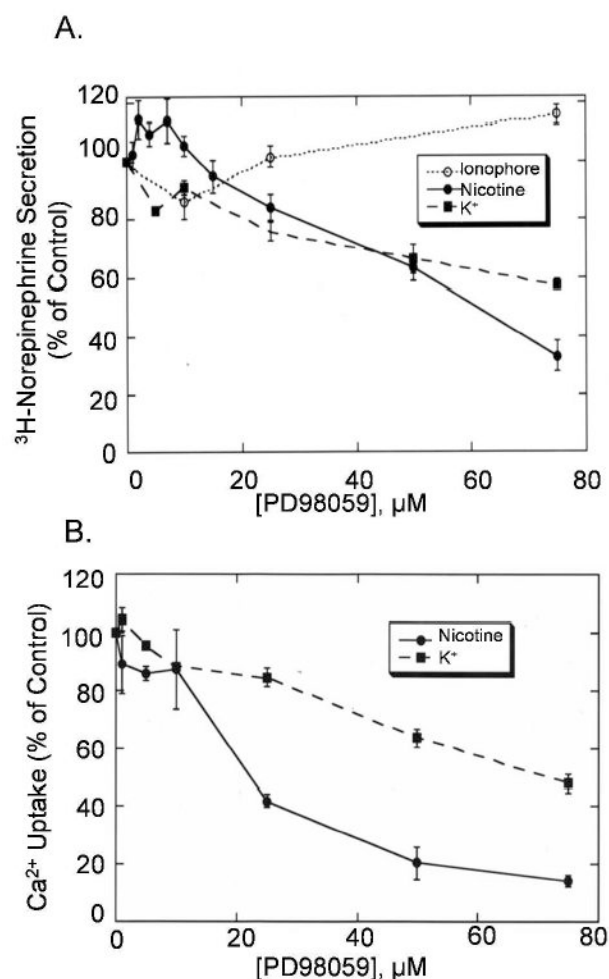 A.
³H-Norepinephrine Secretion
(% of Control)
120
100
80
60
40
20
0
Ionophore
Nicotine
K⁺
0 20 40 60 80
[PD98059], µM
B.
Ca²⁺ Uptake (% of Control)
120
100
80
60
40
20
0
Nicotine
K⁺
0 20 40 60 80
[PD98059], µM